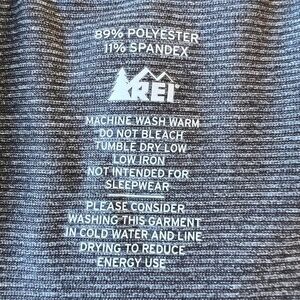 89% POLYESTER
11% SPANDEX
REI
MACHINE WASH WARM
DO NOT BLEACH
TUMBLE DRY LOW
LOW IRON
NOT INTENDED FOR
SLEEPWEAR
PLEASE CONSIDER
WASHING THIS GARMENT
IN COLD WATER AND LINE
DRYING TO REDUCE
ENERGY USE